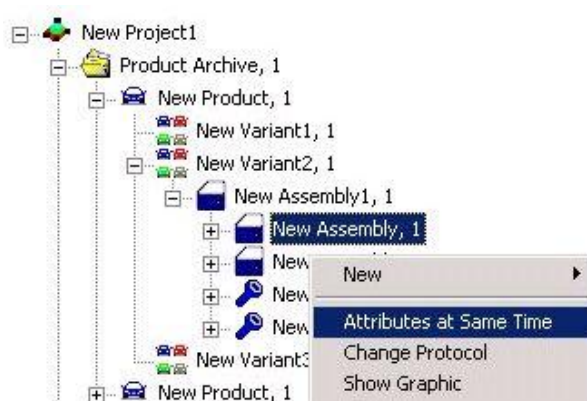 New Project1
Product Archive, 1
New Product, 1
New Variant1, 1
New Variant2, 1
New Assembly1, 1
New Assembly, 1
New
New
New
New Variant3
New Product, 1
New
Attributes at Same Time
Change Protocol
Show Graphic